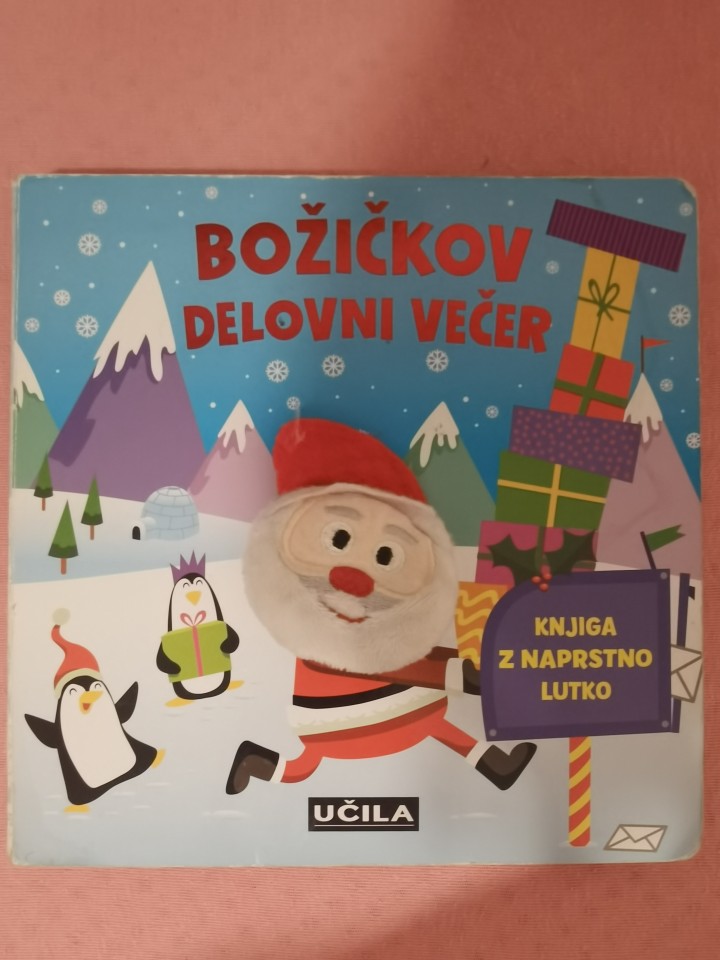 BOŽIČKOV
DELOVNI VEČER
KNJIGA
Z NAPRSTNO
LUTKO
UČILA